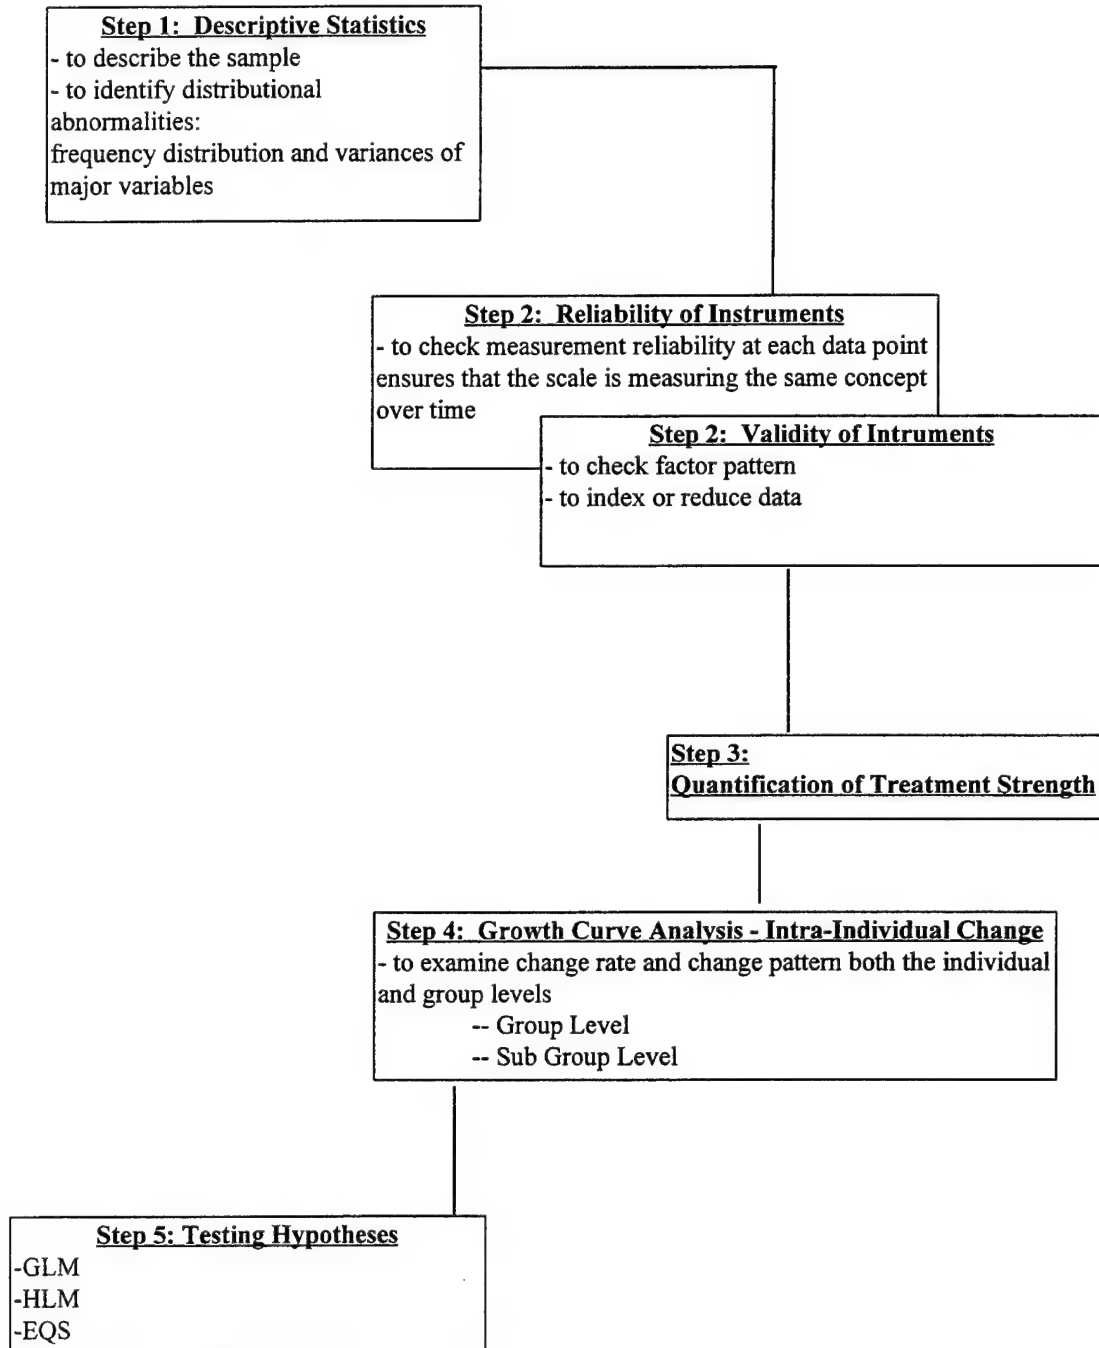 Step 1:  Descriptive Statistics
- to describe the sample
- to identify distributional
abnormalities:
frequency distribution and variances of
major variables
Step 2:  Reliability of Instruments
- to check measurement reliability at each data point
ensures that the scale is measuring the same concept
over time
Step 2:  Validity of Intruments
- to check factor pattern
- to index or reduce data
Step 3:
Quantification of Treatment Strength
Step 4:  Growth Curve Analysis - Intra-Individual Change
- to examine change rate and change pattern both the individual
and group levels
-- Group Level
-- Sub Group Level
Step 5: Testing Hypotheses
-GLM
-HLM
-EQS